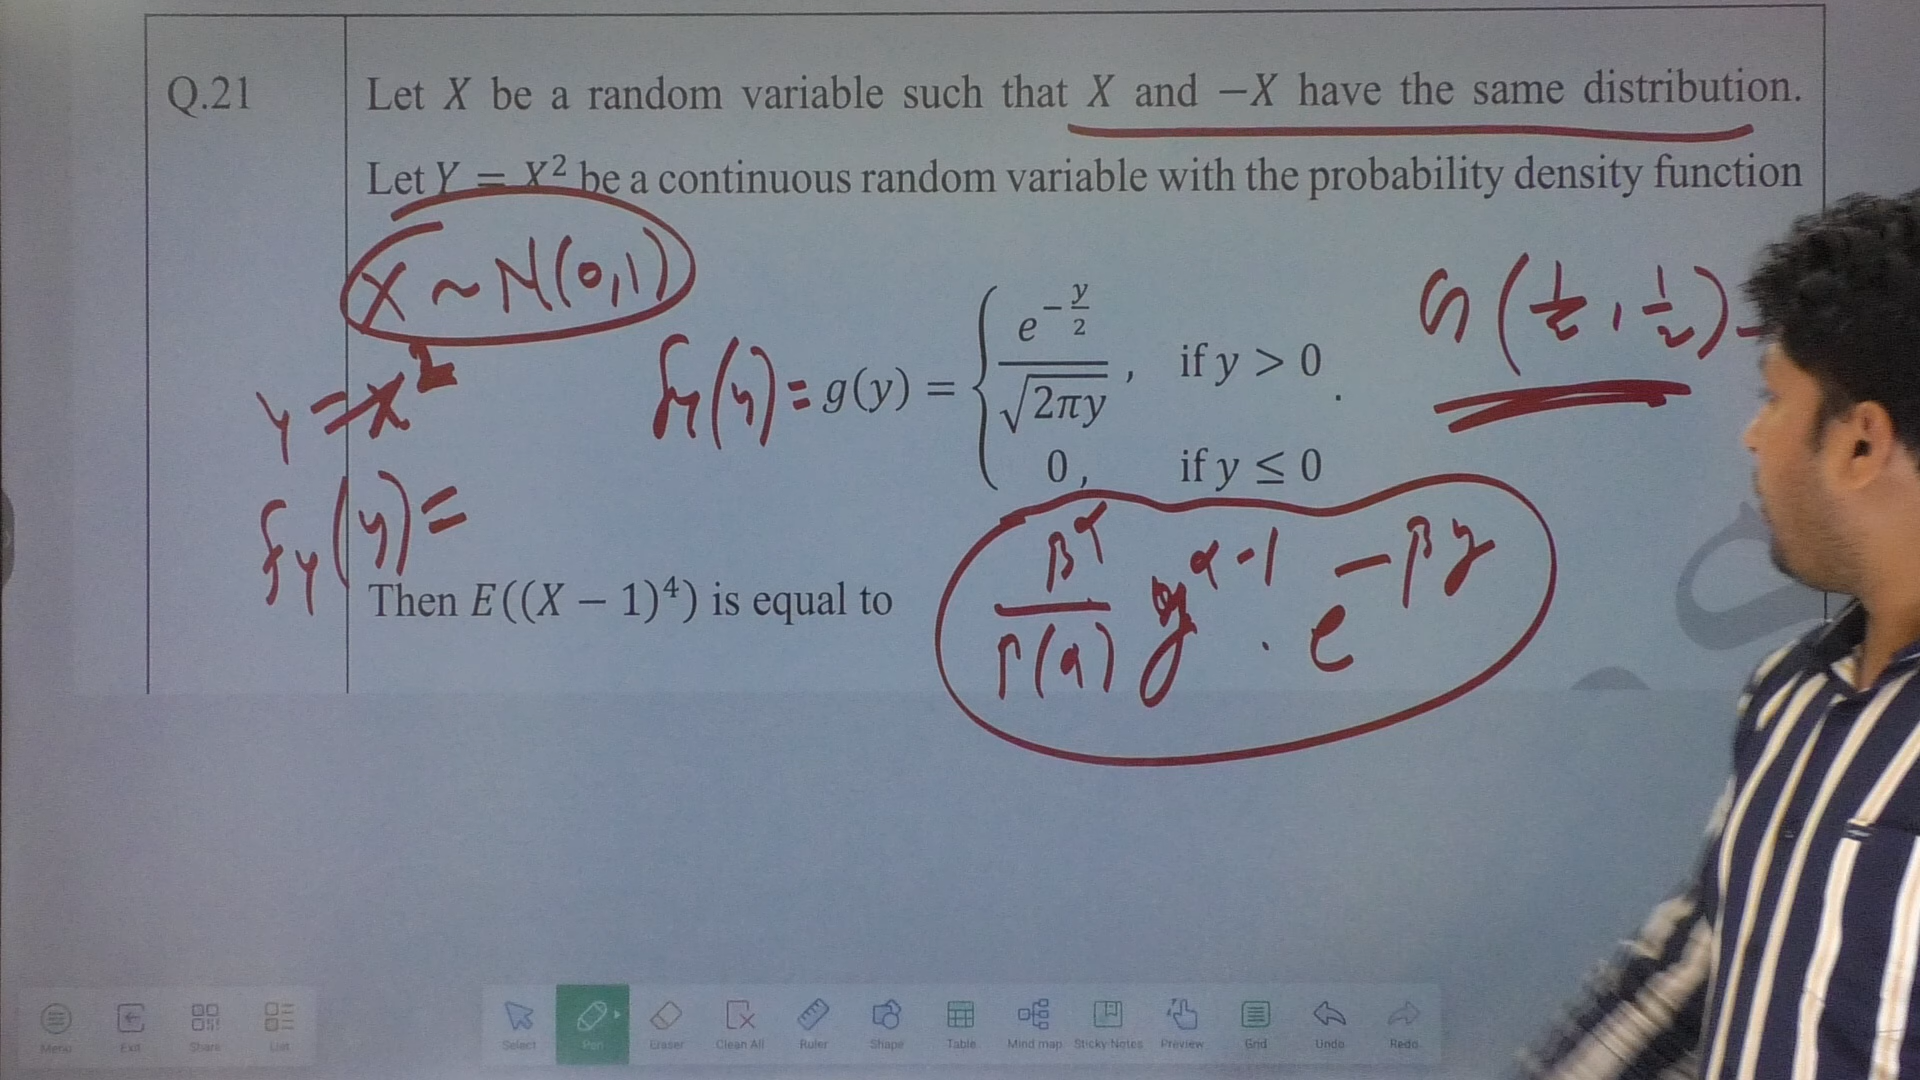 Q.21
Let X be a random variable such that X and −X have the same distribution.
Let Y = X² be a continuous random variable with the probability density function
X ~ N(0,1)
G(1/2, 1/2)
y = x²
f_Y(y) = g(y) = { e^(−y/2) / √(2πy), if y > 0
0, if y ≤ 0 .
f_Y(y) =
β^α / Γ(α) y^(α-1) . e^(-βy)
Then E((X − 1)⁴) is equal to
Menu Exit Share List Select Pen Eraser Clean All Ruler Shape Table Mind map Sticky Notes Preview Grid Undo Redo